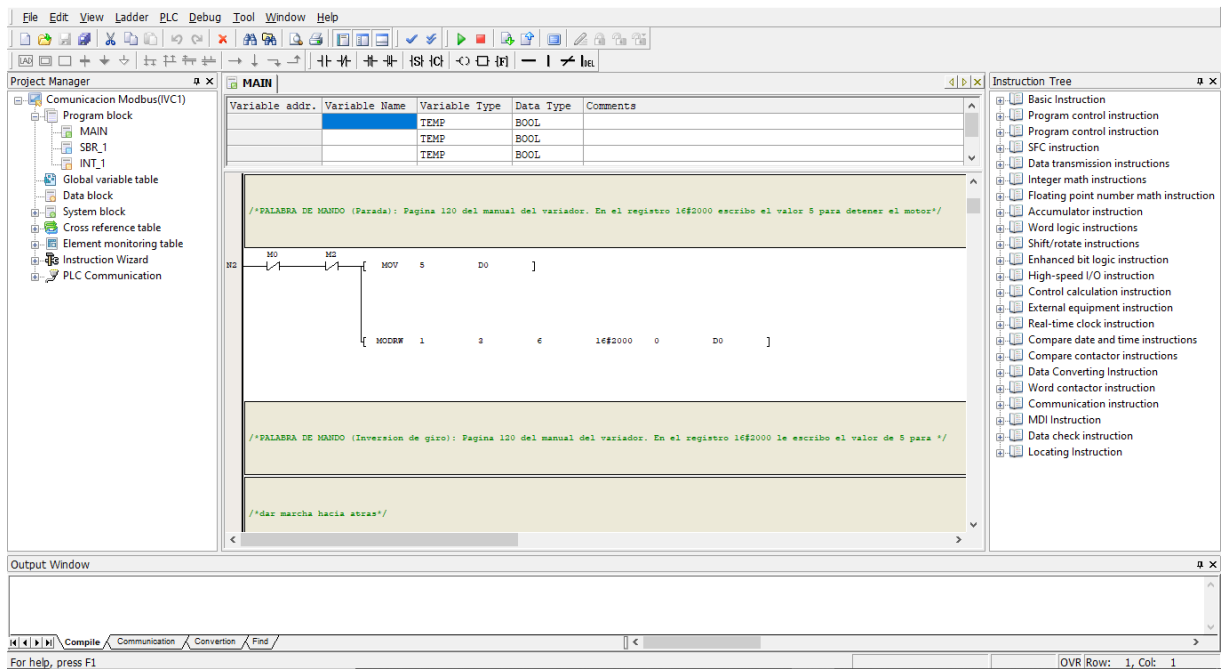 File Edit View Ladder PLC Debug Tool Window Help
Project Manager
Comunicacion Modbus(IVC1)
Program block
MAIN
SBR_1
INT_1
Global variable table
Data block
System block
Cross reference table
Element monitoring table
Instruction Wizard
PLC Communication
MAIN
Variable addr. Variable Name Variable Type Data Type Comments
TEMP BOOL
TEMP BOOL
TEMP BOOL
/*PALABRA DE MANDO (Parada): Pagina 120 del manual del variador. En el registro 16#2000 escribo el valor 5 para detener el motor*/
M0 M2
N2 [ MOV 5 D0 ]
[ MODRW 1 3 6 16#2000 0 D0 ]
/*PALABRA DE MANDO (Inversion de giro): Pagina 120 del manual del variador. En el registro 16#2000 le escribo el valor de 5 para */
/*dar marcha hacia atras*/
Instruction Tree
Basic Instruction
Program control instruction
Program control instruction
SFC instruction
Data transmission instructions
Integer math instructions
Floating point number math instruction
Accumulator instruction
Word logic instructions
Shift/rotate instructions
Enhanced bit logic instruction
High-speed I/O instruction
Control calculation instruction
External equipment instruction
Real-time clock instruction
Compare date and time instructions
Compare contactor instructions
Data Converting Instruction
Word contactor instruction
Communication instruction
MDI Instruction
Data check instruction
Locating Instruction
Output Window
Compile Communication Convertion Find
For help, press F1
OVR Row: 1, Col: 1